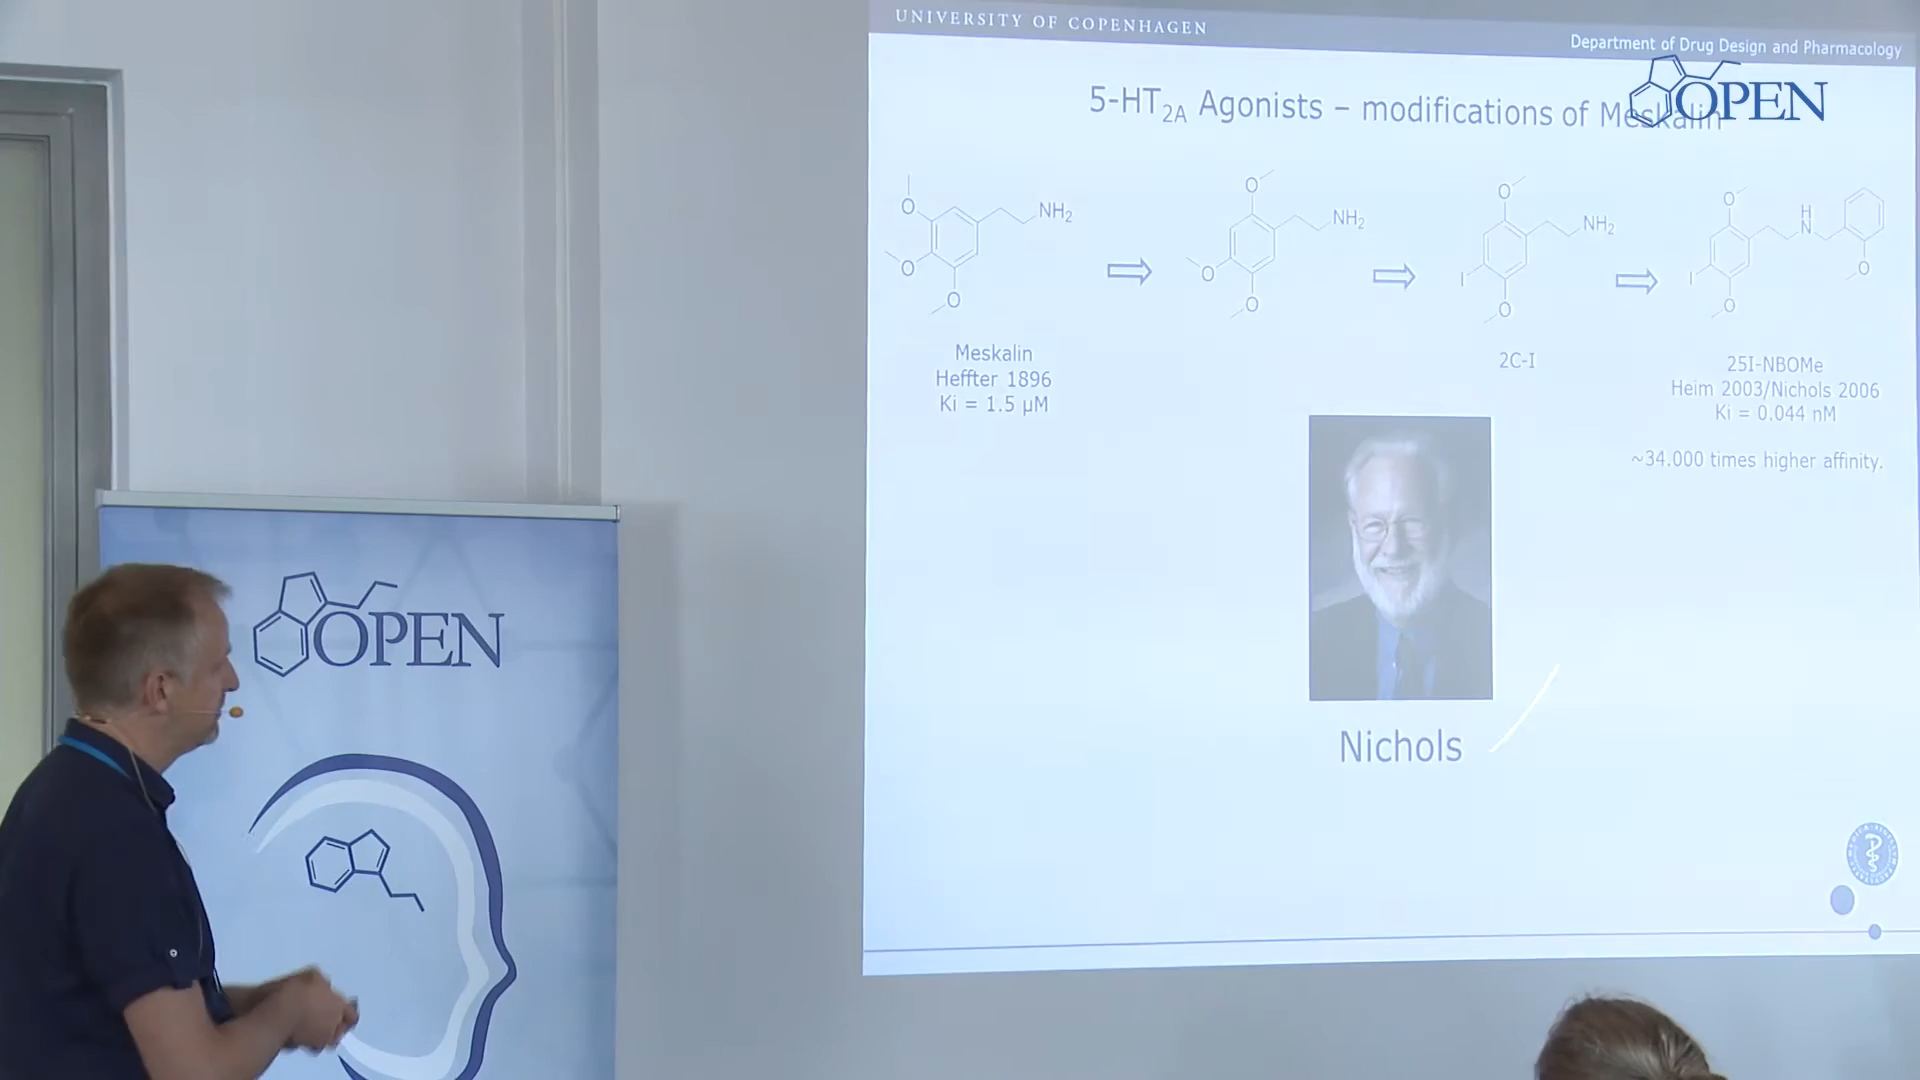 UNIVERSITY OF COPENHAGEN
Department of Drug Design and Pharmacology
OPEN
5-HT2A Agonists – modifications of Meskalin
O
O
O
NH2
O
O
O
NH2
O
I
O
NH2
O
I
O
H
N
O
Meskalin
Heffter 1896
Ki = 1.5 µM
2C-I
25I-NBOMe
Heim 2003/Nichols 2006
Ki = 0.044 nM
~34.000 times higher affinity.
Nichols
OPEN